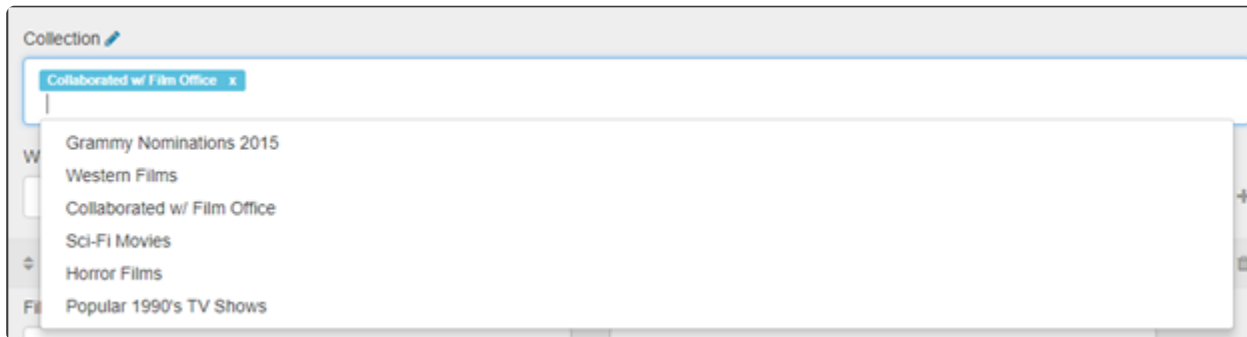 Collection
Collaborated w/ Film Office x
Grammy Nominations 2015
W
Western Films
Collaborated w/ Film Office
Sci-Fi Movies
Horror Films
Fil
Popular 1990's TV Shows